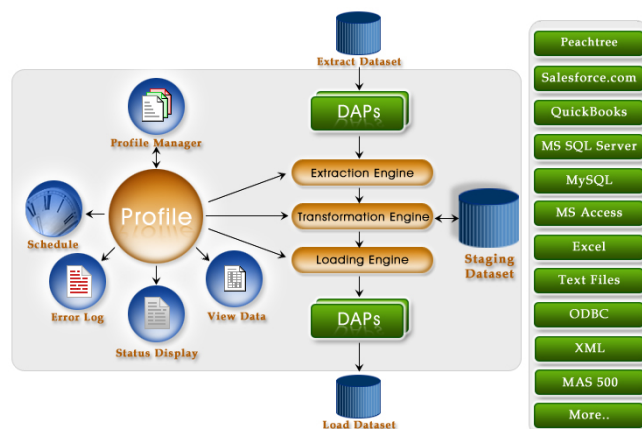 Extract Dataset
DAPs
Profile Manager
Extraction Engine
Profile
Transformation Engine
Schedule
Staging
Dataset
Loading Engine
Error Log
View Data
Status Display
DAPs
Load Dataset
Peachtree
Salesforce.com
QuickBooks
MS SQL Server
MySQL
MS Access
Excel
Text Files
ODBC
XML
MAS 500
More..